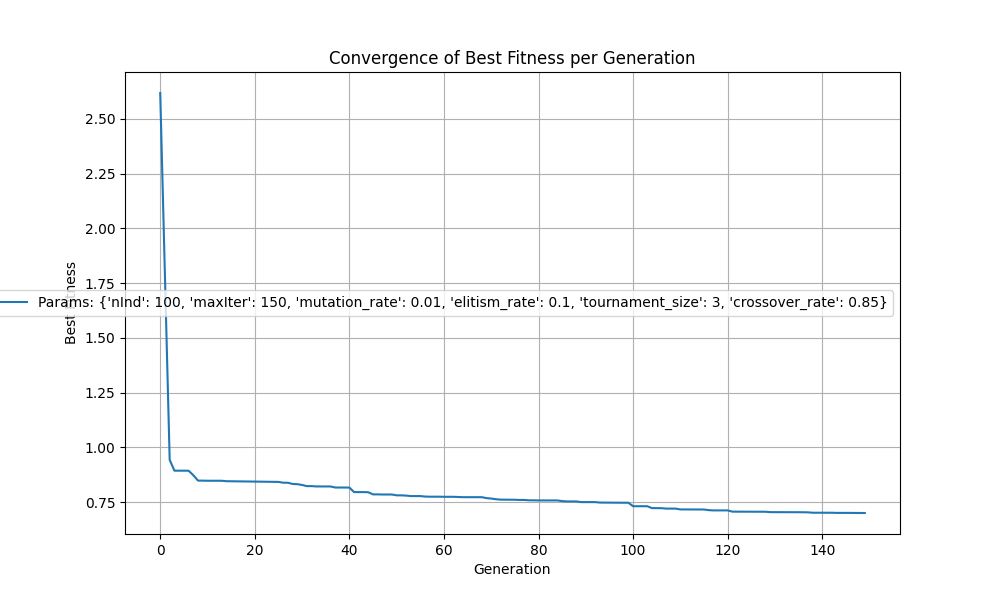 Convergence of Best Fitness per Generation
2.50
2.25
2.00
1.75
Params: {'nInd': 100, 'maxIter': 150, 'mutation_rate': 0.01, 'elitism_rate': 0.1, 'tournament_size': 3, 'crossover_rate': 0.85}
1.50
1.25
1.00
0.75
Best Fitness
0 20 40 60 80 100 120 140
Generation